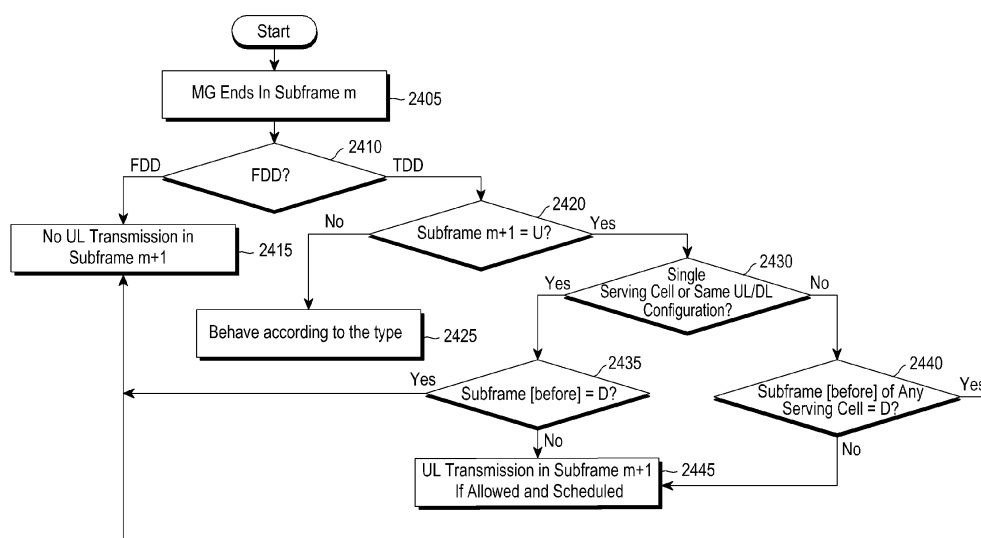 Start
MG Ends In Subframe m
2405
FDD
FDD?
2410
TDD
No UL Transmission in
Subframe m+1
2415
No
Subframe m+1 = U?
2420
Yes
Behave according to the type
2425
Yes
Single
Serving Cell or Same UL/DL
Configuration?
2430
No
Yes
Subframe [before] = D?
2435
No
Subframe [before] of Any
Serving Cell = D?
2440
Yes
No
UL Transmission in Subframe m+1
If Allowed and Scheduled
2445